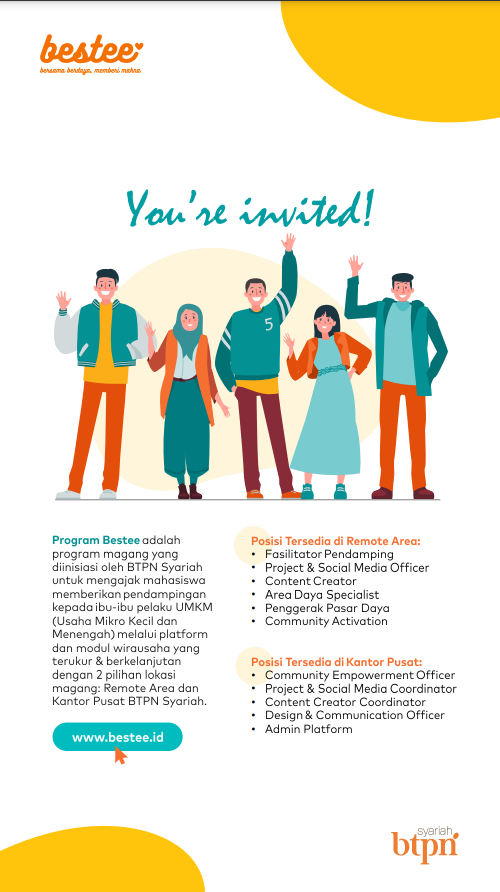 bestee
bersama berdaya, memberi makna
You're invited!
5
Program Bestee adalah
program magang yang
diinisiasi oleh BTPN Syariah
untuk mengajak mahasiswa
memberikan pendampingan
kepada ibu-ibu pelaku UMKM
(Usaha Mikro Kecil dan
Menengah) melalui platform
dan modul wirausaha yang
terukur & berkelanjutan
dengan 2 pilihan lokasi
magang: Remote Area dan
Kantor Pusat BTPN Syariah.
www.bestee.id
Posisi Tersedia di Remote Area:
• Fasilitator Pendamping
• Project & Social Media Officer
• Content Creator
• Area Daya Specialist
• Penggerak Pasar Daya
• Community Activation
Posisi Tersedia di Kantor Pusat:
• Community Empowerment Officer
• Project & Social Media Coordinator
• Content Creator Coordinator
• Design & Communication Officer
• Admin Platform
syariah
btpn